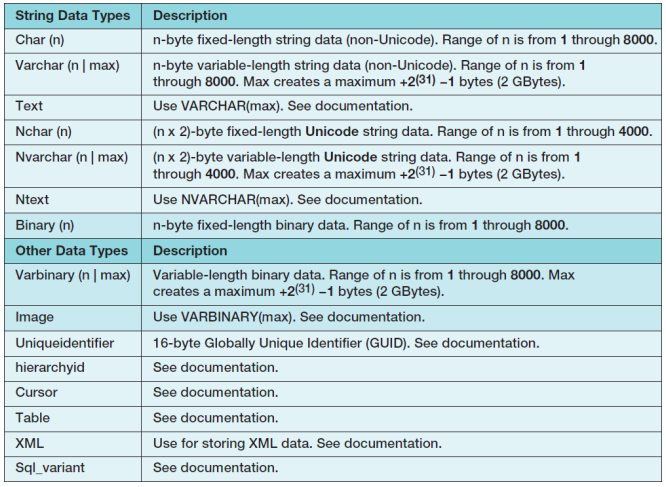 String Data Types Description
Char (n) n-byte fixed-length string data (non-Unicode). Range of n is from 1 through 8000.
Varchar (n | max) n-byte variable-length string data (non-Unicode). Range of n is from 1
through 8000. Max creates a maximum +2(31) −1 bytes (2 GBytes).
Text Use VARCHAR(max). See documentation.
Nchar (n) (n x 2)-byte fixed-length Unicode string data. Range of n is from 1 through 4000.
Nvarchar (n | max) (n x 2)-byte variable-length Unicode string data. Range of n is from 1
through 4000. Max creates a maximum +2(31) −1 bytes (2 GBytes).
Ntext Use NVARCHAR(max). See documentation.
Binary (n) n-byte fixed-length binary data. Range of n is from 1 through 8000.
Other Data Types Description
Varbinary (n | max) Variable-length binary data. Range of n is from 1 through 8000. Max
creates a maximum +2(31) −1 bytes (2 GBytes).
Image Use VARBINARY(max). See documentation.
Uniqueidentifier 16-byte Globally Unique Identifier (GUID). See documentation.
hierarchyid See documentation.
Cursor See documentation.
Table See documentation.
XML Use for storing XML data. See documentation.
Sql_variant See documentation.